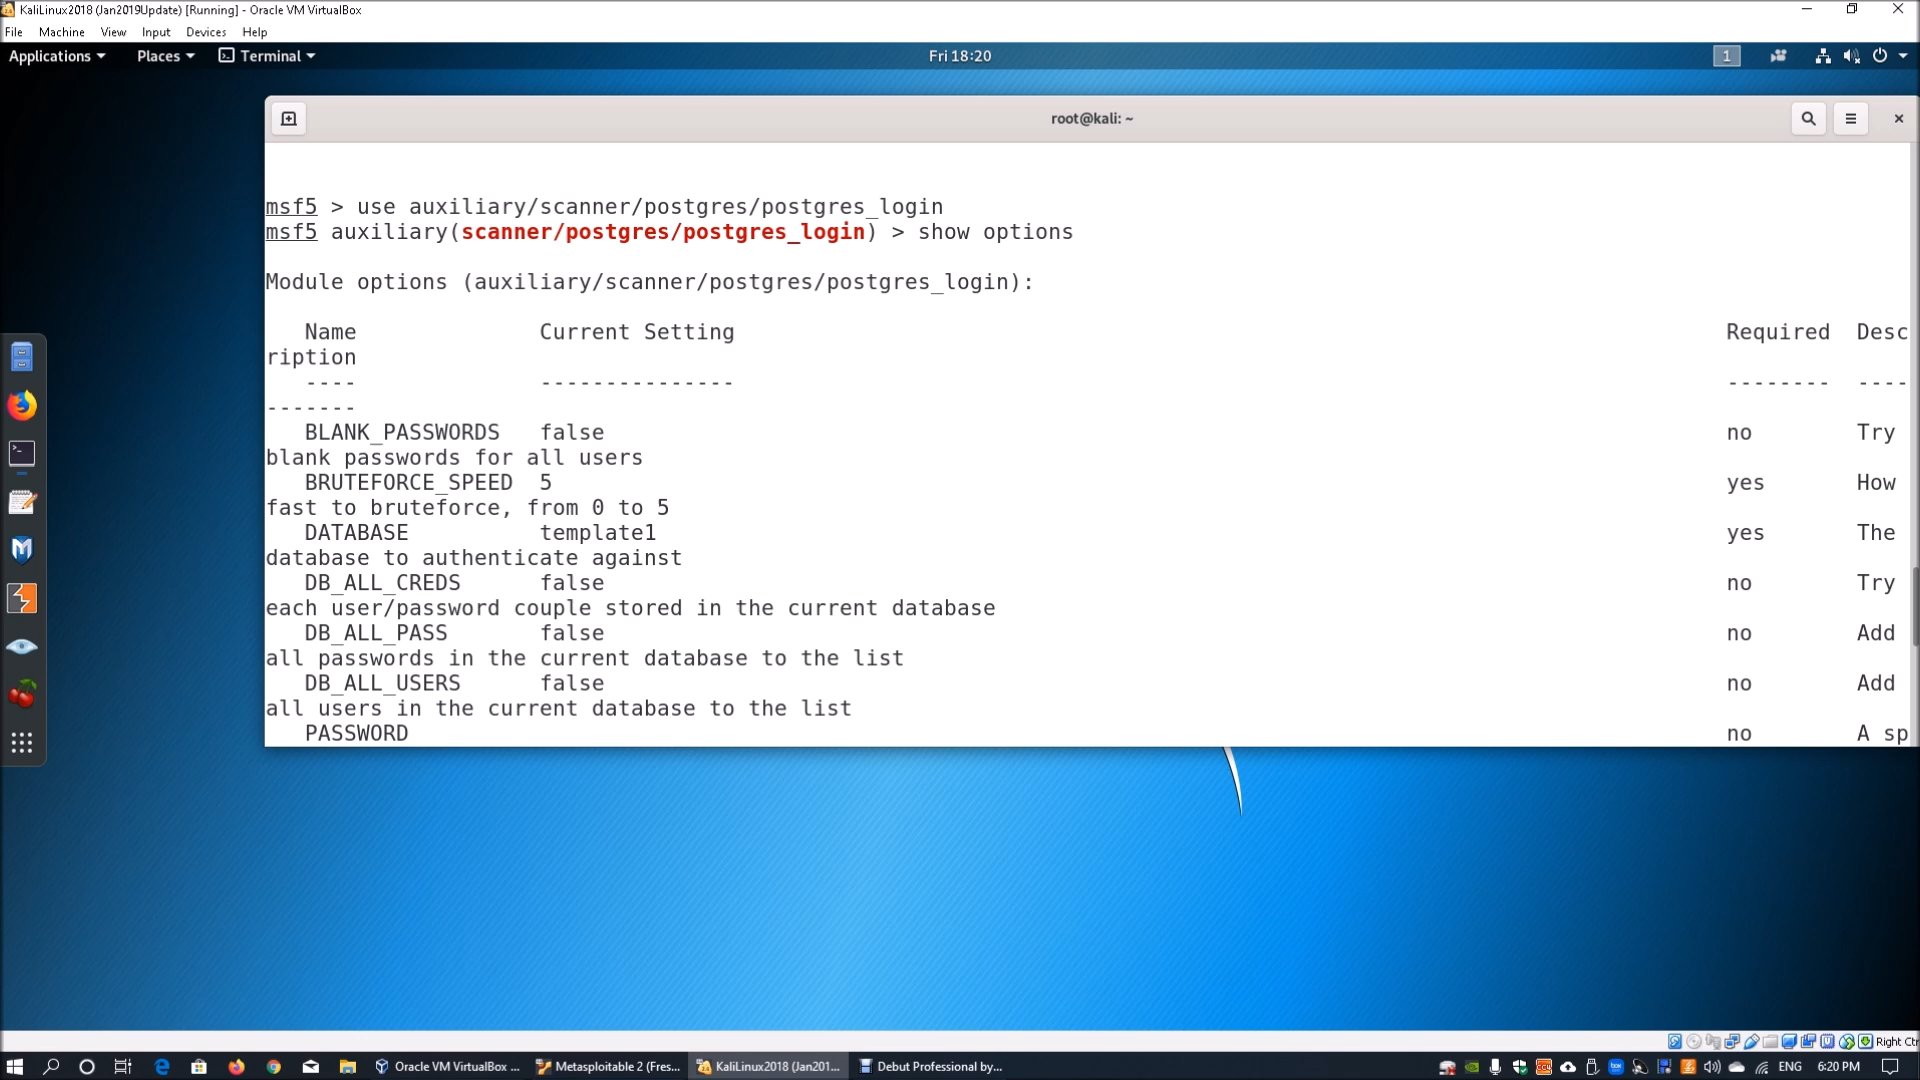 KaliLinux2018 (Jan2019Update) [Running] - Oracle VM VirtualBox
File Machine View Input Devices Help
Applications Places Terminal Fri 18:20 1
root@kali: ~
msf5 > use auxiliary/scanner/postgres/postgres_login
msf5 auxiliary(scanner/postgres/postgres_login) > show options
Module options (auxiliary/scanner/postgres/postgres_login):
Name Current Setting Required Desc
ription
---- --------------- -------- ----
-------
BLANK_PASSWORDS false no Try
blank passwords for all users
BRUTEFORCE_SPEED 5 yes How
fast to bruteforce, from 0 to 5
DATABASE template1 yes The
database to authenticate against
DB_ALL_CREDS false no Try
each user/password couple stored in the current database
DB_ALL_PASS false no Add
all passwords in the current database to the list
DB_ALL_USERS false no Add
all users in the current database to the list
PASSWORD no A sp
Right Ctr
Oracle VM VirtualBox ... Metasploitable 2 (Fres... KaliLinux2018 (Jan201... Debut Professional by... ENG 6:20 PM